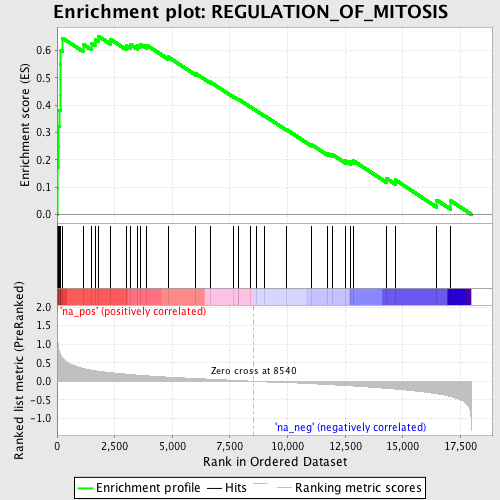 Enrichment plot: REGULATION_OF_MITOSIS
Enrichment score (ES)
0.6
0.5
0.4
0.3
0.2
0.1
0.0
'na_pos' (positively correlated)
Ranked list metric (PreRanked)
2.0
1.5
1.0
0.5
0.0
-0.5
-1.0
Zero cross at 8540
'na_neg' (negatively correlated)
0
2,500
5,000
7,500
10,000
12,500
15,000
17,500
Rank in Ordered Dataset
Enrichment profile
Hits
Ranking metric scores